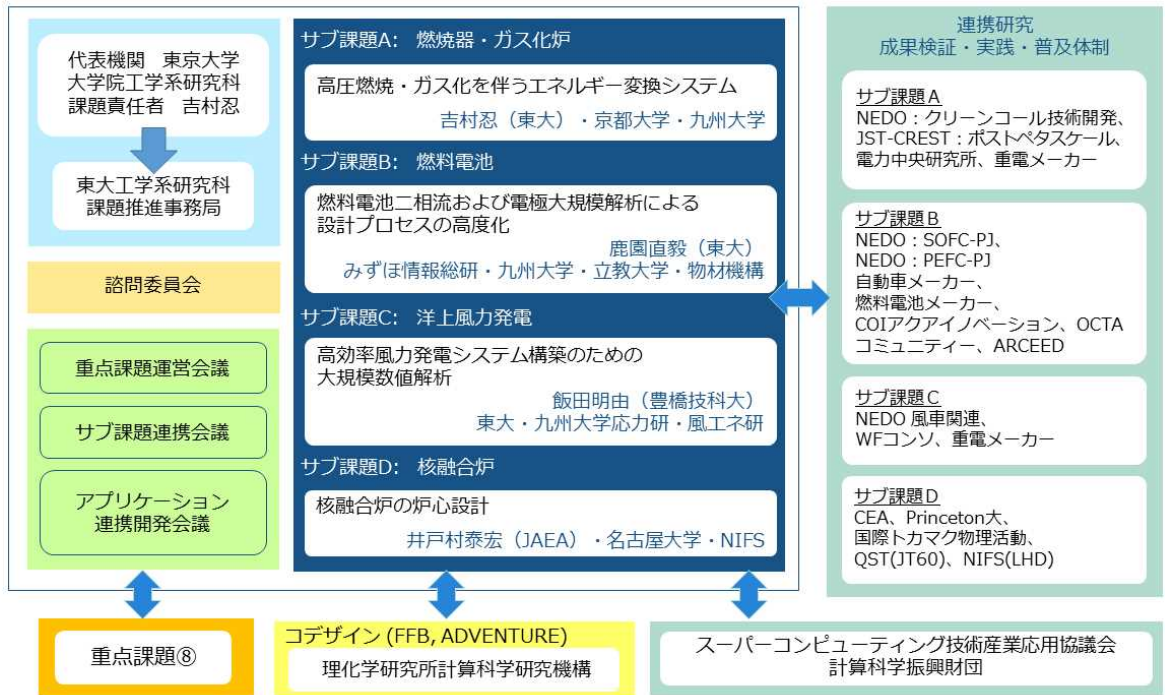 代表機関　東京大学
大学院工学系研究科
課題責任者　吉村忍
東大工学系研究科
課題推進事務局
諮問委員会
重点課題運営会議
サブ課題連携会議
アプリケーション
連携開発会議
サブ課題A:　燃焼器・ガス化炉
高圧燃焼・ガス化を伴うエネルギー変換システム
吉村忍（東大）・京都大学・九州大学
サブ課題B:　燃料電池
燃料電池二相流および電極大規模解析による
設計プロセスの高度化
鹿園直毅（東大）
みずほ情報総研・九州大学・立教大学・物材機構
サブ課題C:　洋上風力発電
高効率風力発電システム構築のための
大規模数値解析
飯田明由（豊橋技科大）
東大・九州大学応力研・風エネ研
サブ課題D:　核融合炉
核融合炉の炉心設計
井戸村泰宏（JAEA）・名古屋大学・NIFS
連携研究
成果検証・実践・普及体制
サブ課題A
NEDO：クリーンコール技術開発、
JST-CREST：ポストペタスケール、
電力中央研究所、重電メーカー
サブ課題B
NEDO：SOFC-PJ、
NEDO：PEFC-PJ
自動車メーカー、
燃料電池メーカー、
COIアクアイノベーション、OCTA
コミュニティー、ARCEED
サブ課題C
NEDO 風車関連、
WFコンソ、重電メーカー
サブ課題D
CEA、Princeton大、
国際トカマク物理活動、
QST(JT60)、NIFS(LHD)
重点課題⑧
コデザイン (FFB, ADVENTURE)
理化学研究所計算科学研究機構
スーパーコンピューティング技術産業応用協議会
計算科学振興財団